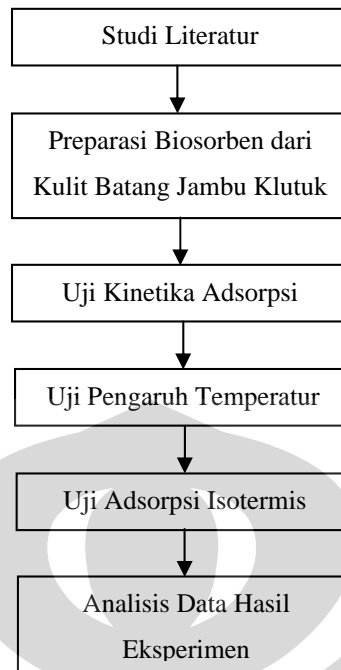 Studi Literatur
Preparasi Biosorben dari
Kulit Batang Jambu Klutuk
Uji Kinetika Adsorpsi
Uji Pengaruh Temperatur
Uji Adsorpsi Isotermis
Analisis Data Hasil
Eksperimen